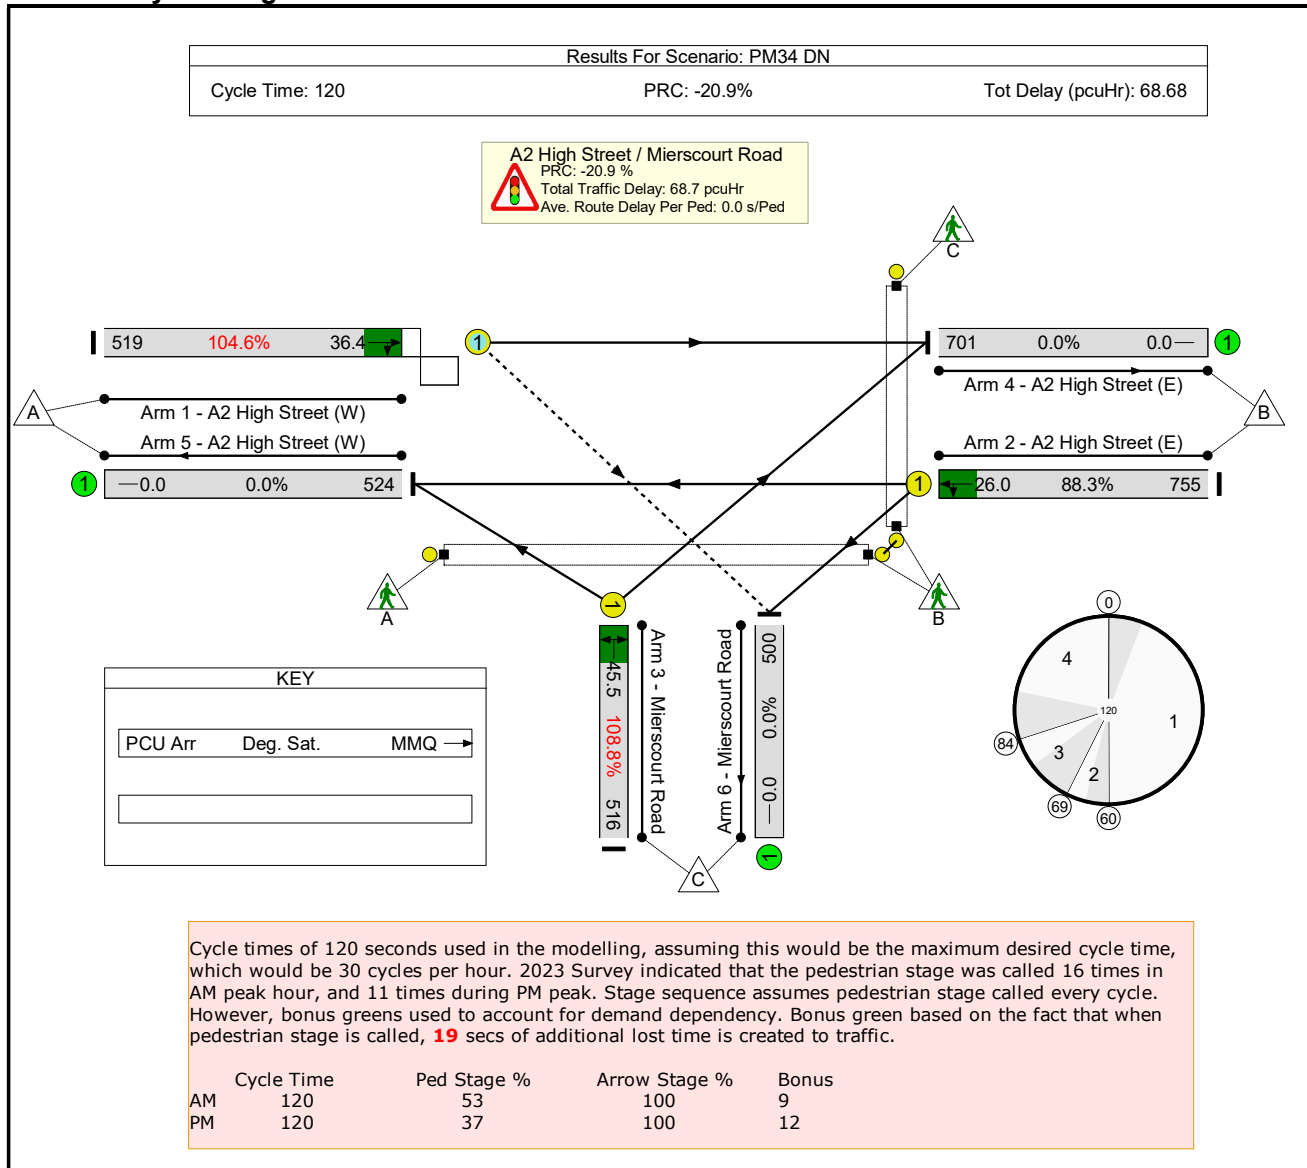 Results For Scenario: PM34 DN
Cycle Time: 120 PRC: -20.9% Tot Delay (pcuHr): 68.68
A2 High Street / Mierscourt Road
PRC: -20.9 %
Total Traffic Delay: 68.7 pcuHr
Ave. Route Delay Per Ped: 0.0 s/Ped
C
519 104.6% 36.4
1
701 0.0% 0.0
1
Arm 1 - A2 High Street (W)
Arm 4 - A2 High Street (E)
A
B
Arm 5 - A2 High Street (W)
Arm 2 - A2 High Street (E)
1
0.0 0.0% 524
1
26.0 88.3% 755
A
B
1
45.5 108.8% 516
Arm 3 - Mierscourt Road
Arm 6 - Mierscourt Road
500 0.0% 0.0
1
C
0
4
120
1
84
3
2
69
60
KEY
PCU Arr Deg. Sat. MMQ
Cycle times of 120 seconds used in the modelling, assuming this would be the maximum desired cycle time,
which would be 30 cycles per hour. 2023 Survey indicated that the pedestrian stage was called 16 times in
AM peak hour, and 11 times during PM peak. Stage sequence assumes pedestrian stage called every cycle.
However, bonus greens used to account for demand dependency. Bonus green based on the fact that when
pedestrian stage is called, 19 secs of additional lost time is created to traffic.
Cycle Time Ped Stage % Arrow Stage % Bonus
AM 120 53 100 9
PM 120 37 100 12